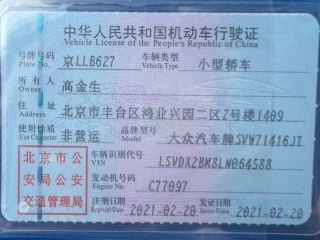 中华人民共和国机动车行驶证
Vehicle License of the People's Republic of China
号牌号码 京LLB627 车辆类型 小型轿车
Plate No. Vehicle Type
所有人 高金生
Owner
住址 北京市丰台区鸿业兴园二区2号楼1409
Address
使用性质 非营运 品牌型号 大众汽车牌SVW71416JT
Use Character Model
北京市公 车辆识别代号 LSVDX2BM8LN064588
VIN
安局公安 发动机号码 C77097
Engine No.
交通管理局 注册日期 2021-02-20 发证日期 2021-02-20
Register Date Issue Date